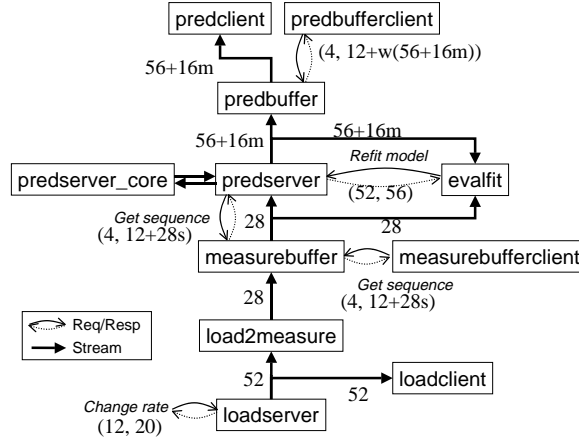 predclient
predbufferclient
56+16m
(4, 12+w(56+16m))
predbuffer
56+16m
56+16m
Refit model
predserver_core
predserver
evalfit
(52, 56)
Get sequence
(4, 12+28s)
28
28
measurebuffer
measurebufferclient
Get sequence
(4, 12+28s)
28
Req/Resp
Stream
load2measure
52
52
loadclient
Change rate
(12, 20)
loadserver